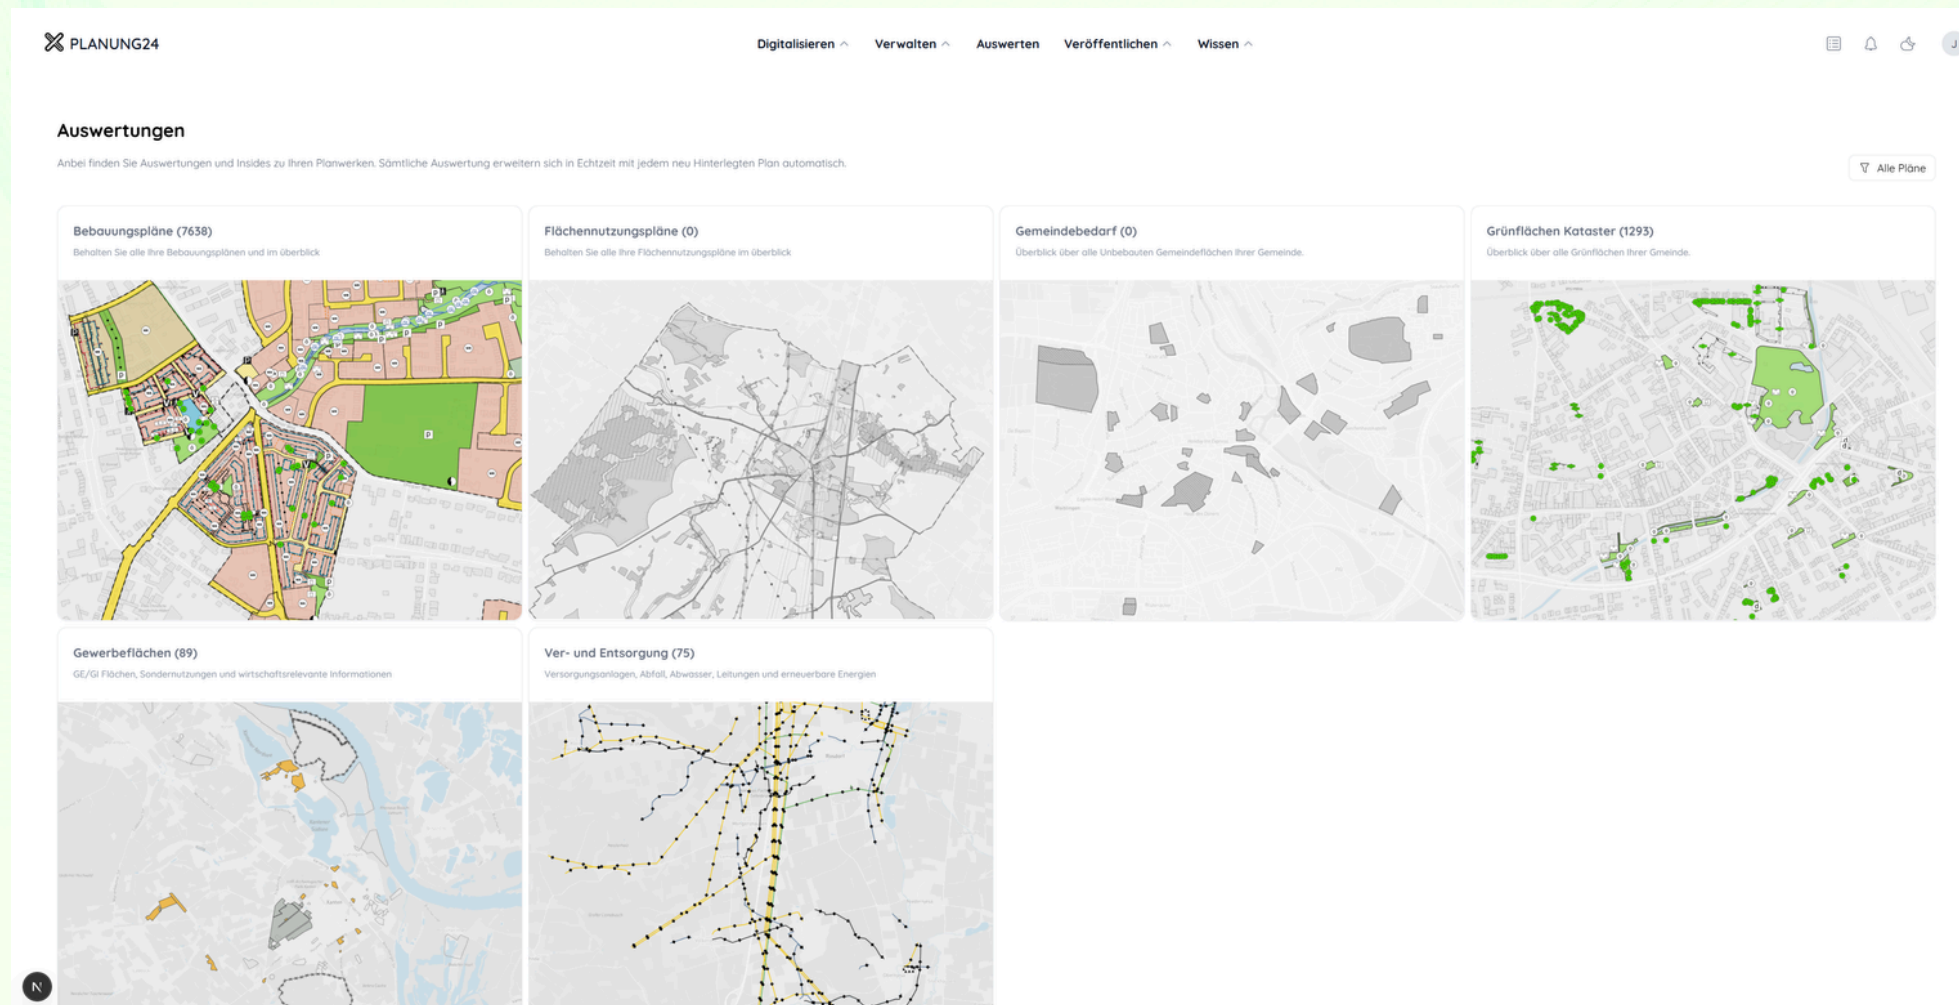 PLANUNG24
Digitalisieren Verwalten Auswerten Veröffentlichen Wissen
J
Auswertungen
Anbei finden Sie Auswertungen und Insides zu Ihren Planwerken. Sämtliche Auswertung erweitern sich in Echtzeit mit jedem neu Hinterlegten Plan automatisch.
Alle Pläne
Bebauungspläne (7638)
Behalten Sie alle Ihre Bebauungsplänen und im überblick
Flächennutzungspläne (0)
Behalten Sie alle Ihre Flächennutzungspläne im überblick
Gemeindebedarf (0)
Überblick über alle Unbebauten Gemeindeflächen Ihrer Gemeinde.
Grünflächen Kataster (1293)
Überblick über alle Grünflächen Ihrer Gmeinde.
Gewerbeflächen (89)
GE/GI Flächen, Sondernutzungen und wirtschaftsrelevante Informationen
Ver- und Entsorgung (75)
Versorgungsanlagen, Abfall, Abwasser, Leitungen und erneuerbare Energien
N